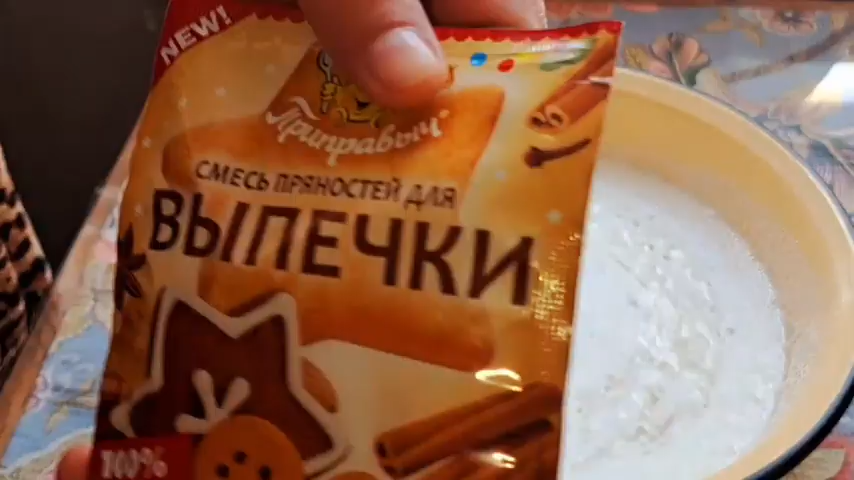 NEW!
Приправыч
СМЕСЬ ПРЯНОСТЕЙ ДЛЯ
ВЫПЕЧКИ
100%